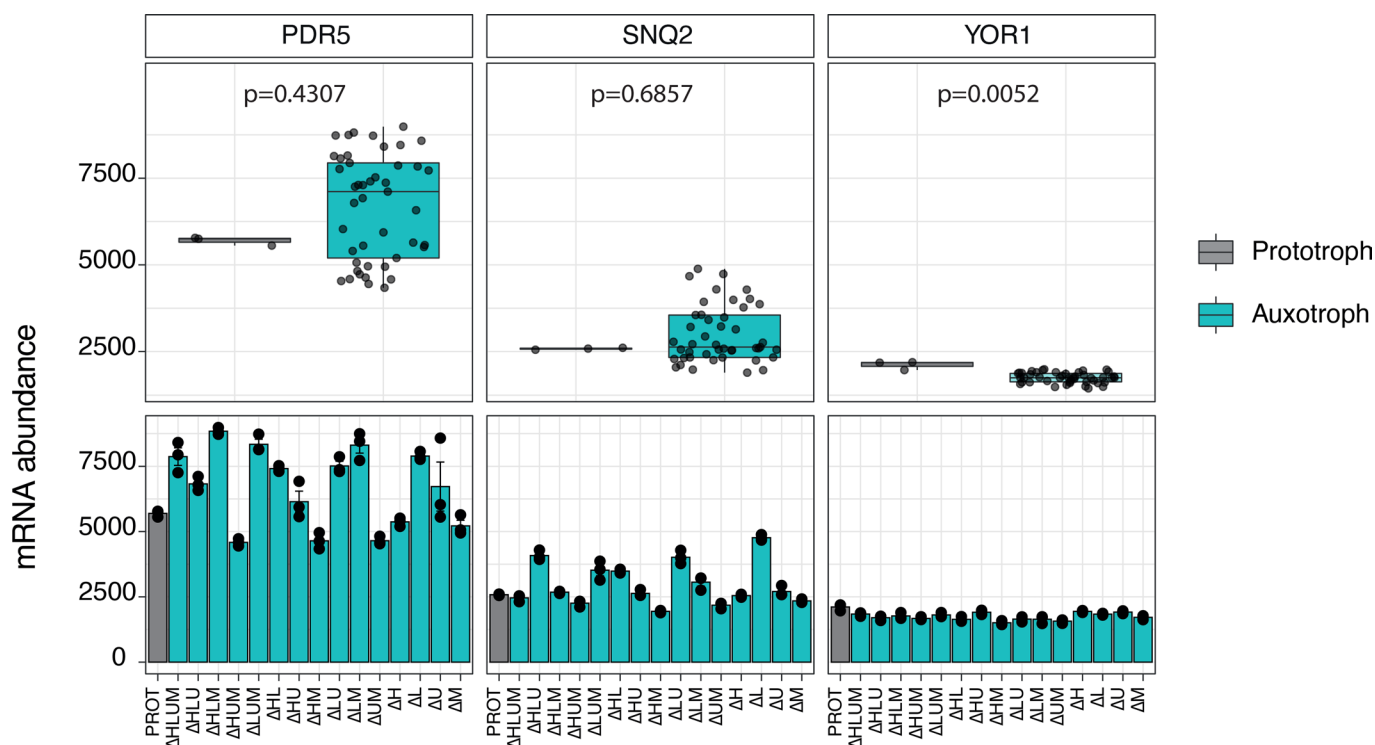 PDR5
SNQ2
YOR1
p=0.4307
p=0.6857
p=0.0052
7500
5000
2500
Prototroph
Auxotroph
mRNA abundance
7500
5000
2500
0
PROT
ΔHLUM
ΔHLU
ΔHLM
ΔHUM
ΔLUM
ΔHL
ΔHU
ΔHM
ΔLU
ΔLM
ΔUM
ΔH
ΔL
ΔU
ΔM
PROT
ΔHLUM
ΔHLU
ΔHLM
ΔHUM
ΔLUM
ΔHL
ΔHU
ΔHM
ΔLU
ΔLM
ΔUM
ΔH
ΔL
ΔU
ΔM
PROT
ΔHLUM
ΔHLU
ΔHLM
ΔHUM
ΔLUM
ΔHL
ΔHU
ΔHM
ΔLU
ΔLM
ΔUM
ΔH
ΔL
ΔU
ΔM